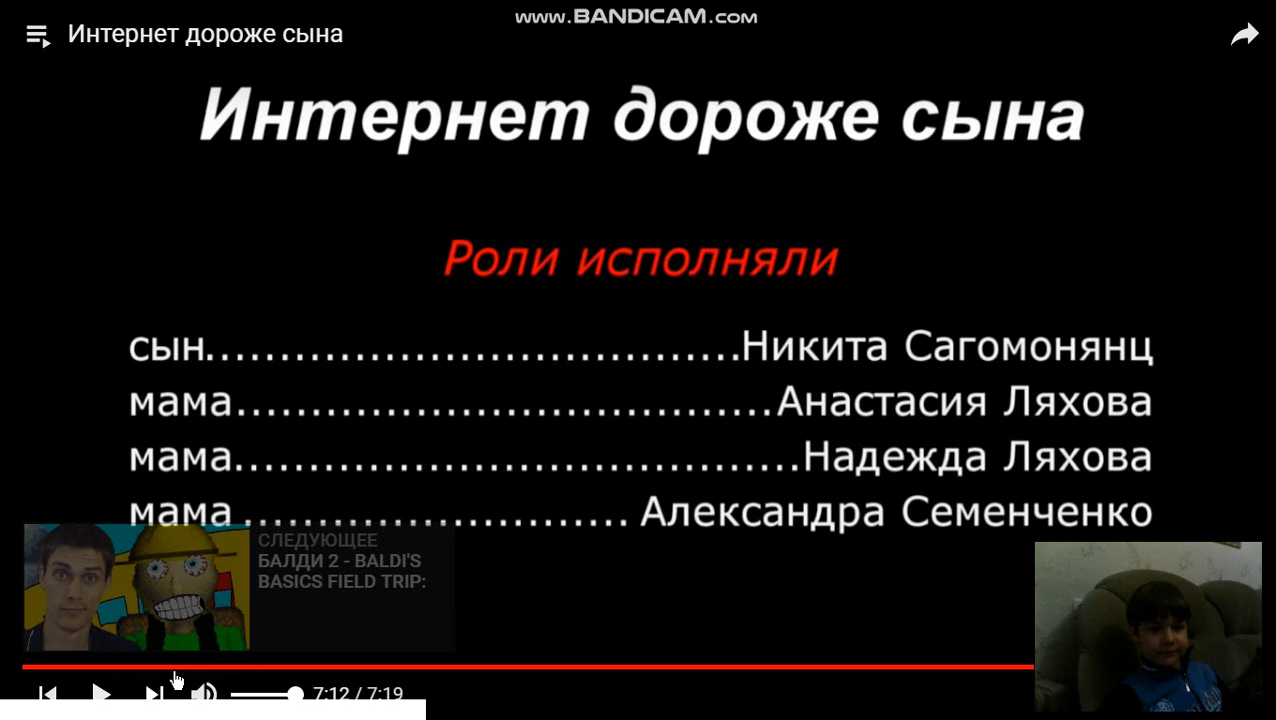 www.BANDICAM.com
Интернет дороже сына
Интернет дороже сына
Роли исполняли
сын....................................Никита Сагомонянц
мама....................................Анастасия Ляхова
мама......................................Надежда Ляхова
мама .......................... Александра Семенченко
СЛЕДУЮЩЕЕ
БАЛДИ 2 - BALDI'S
BASICS FIELD TRIP:
7:12 / 7:19